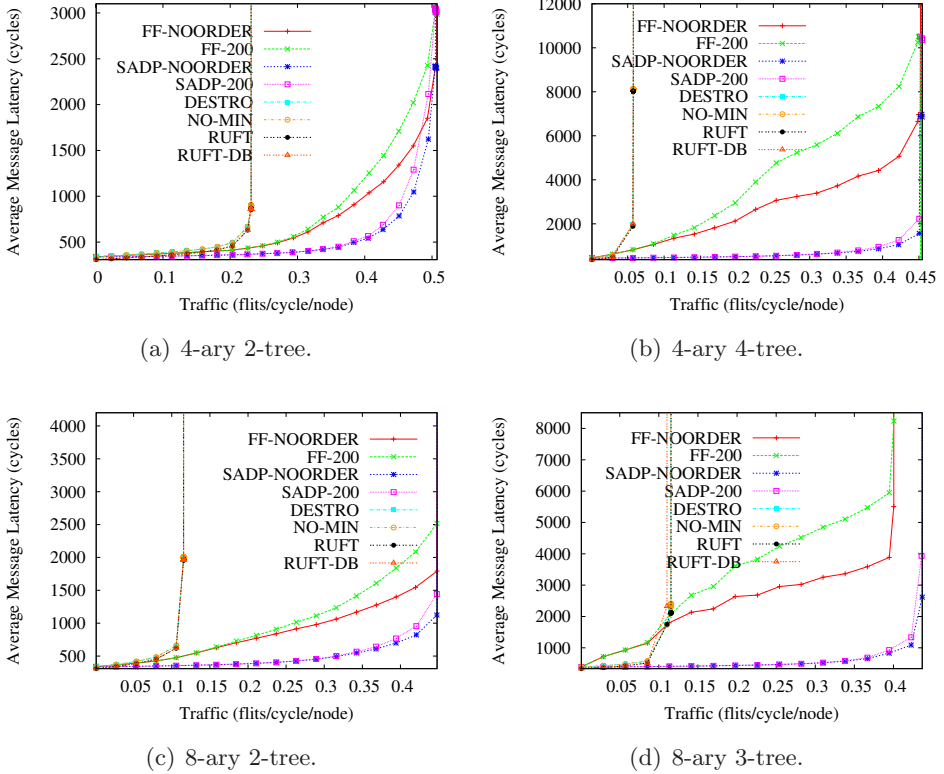 Average Message Latency (cycles)
3000
2500
2000
1500
1000
500
FF-NOORDER
FF-200
SADP-NOORDER
SADP-200
DESTRO
NO-MIN
RUFT
RUFT-DB
0 0.1 0.2 0.3 0.4 0.5
Traffic (flits/cycle/node)
(a) 4-ary 2-tree.
Average Message Latency (cycles)
12000
10000
8000
6000
4000
2000
FF-NOORDER
FF-200
SADP-NOORDER
SADP-200
DESTRO
NO-MIN
RUFT
RUFT-DB
0.05 0.1 0.15 0.2 0.25 0.3 0.35 0.4 0.45
Traffic (flits/cycle/node)
(b) 4-ary 4-tree.
Average Message Latency (cycles)
4000
3500
3000
2500
2000
1500
1000
500
FF-NOORDER
FF-200
SADP-NOORDER
SADP-200
DESTRO
NO-MIN
RUFT
RUFT-DB
0.05 0.1 0.15 0.2 0.25 0.3 0.35 0.4
Traffic (flits/cycle/node)
(c) 8-ary 2-tree.
Average Message Latency (cycles)
8000
7000
6000
5000
4000
3000
2000
1000
FF-NOORDER
FF-200
SADP-NOORDER
SADP-200
DESTRO
NO-MIN
RUFT
RUFT-DB
0.05 0.1 0.15 0.2 0.25 0.3 0.35 0.4
Traffic (flits/cycle/node)
(d) 8-ary 3-tree.